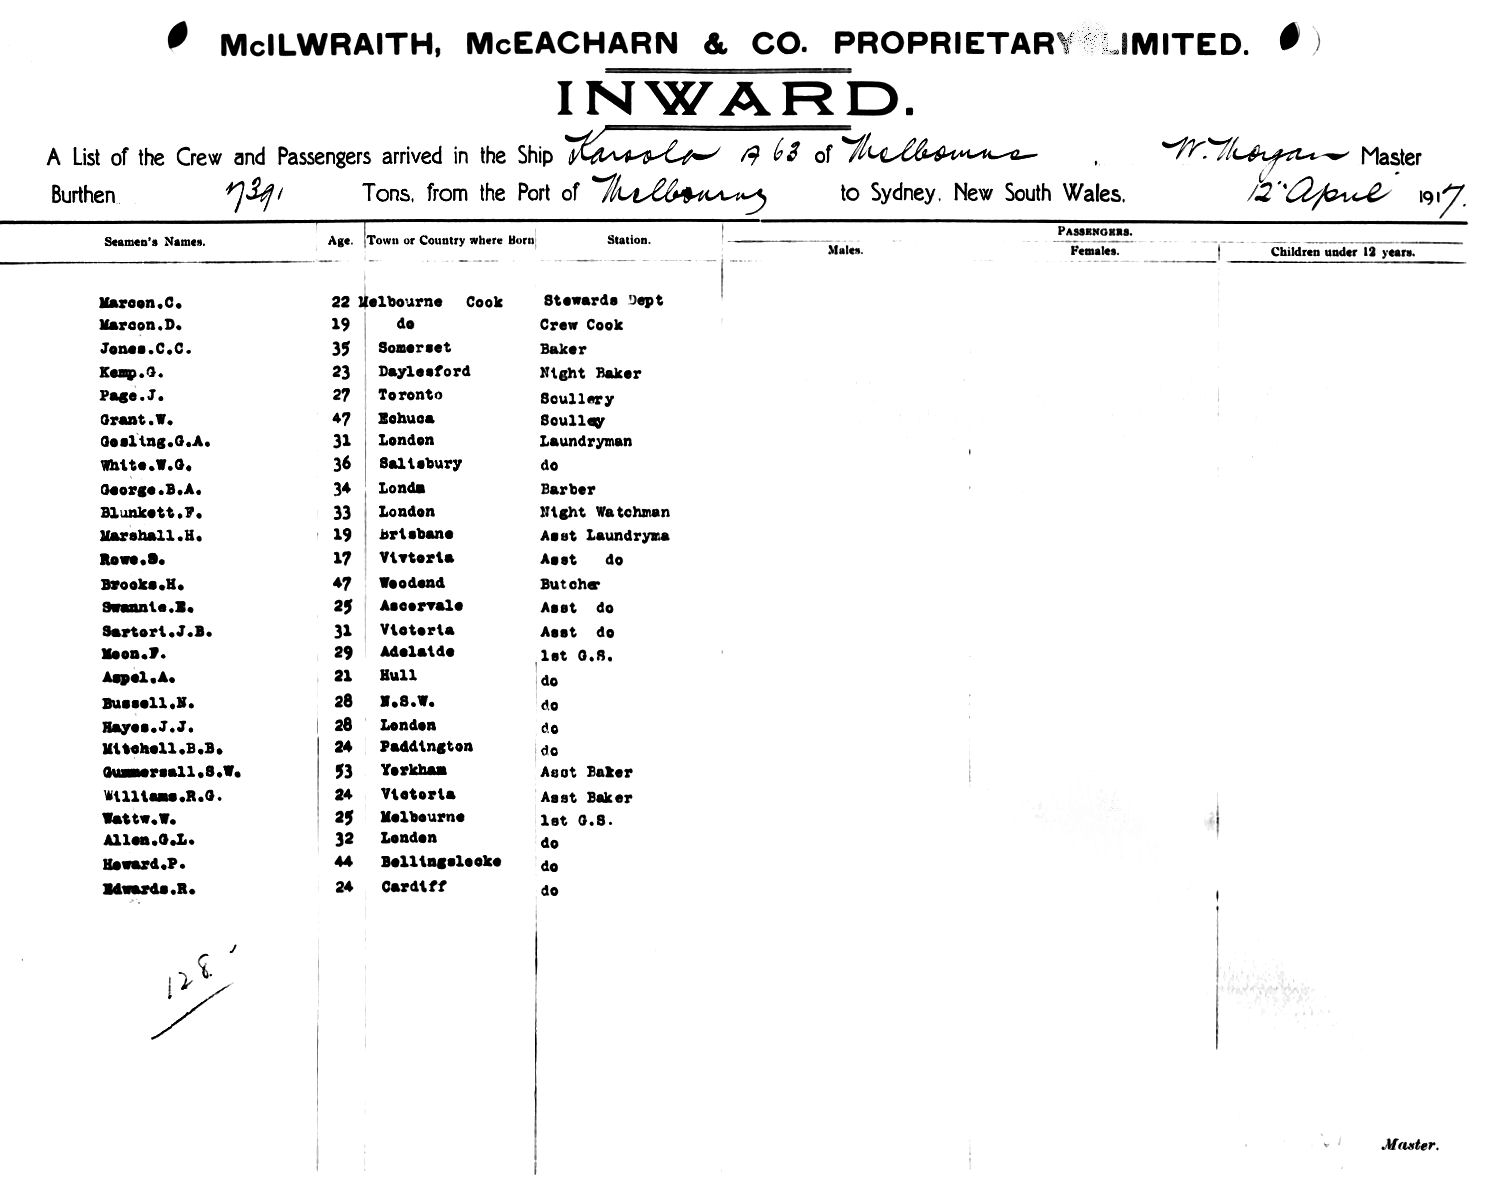 McILWRAITH, McEACHARN & CO. PROPRIETARY LIMITED.
INWARD.
A List of the Crew and Passengers arrived in the Ship Karoola A 63 of Melbourne , W. Morgan Master
Burthen 7391 Tons, from the Port of Melbourne to Sydney, New South Wales, 12 April 1917.
Seamen's Names. Age. Town or Country where Born Station. PASSENGERS.
Males. Females. Children under 12 years.
Marcon.C. 22 Melbourne Cook Stewards Dept
Marcon.D. 19 do Crew Cook
Jones.C.C. 35 Somerset Baker
Kemp.G. 23 Daylesford Night Baker
Page.J. 27 Toronto Scullery
Grant.W. 47 Echuca Sculley
Gosling.G.A. 31 London Laundryman
White.W.G. 36 Salisbury do
George.B.A. 34 Londn Barber
Blunkett.F. 33 London Night Watchman
Marshall.H. 19 Brisbane Asst Laundryma
Rowe.S. 17 Vivtoria Asst do
Brooks.H. 47 Woodend Butcher
Swannie.E. 25 Ascorvale Asst do
Sartori.J.B. 31 Victoria Asst do
Moon.F. 29 Adelaide 1st G.S.
Aspel.A. 21 Hull do
Bussell.N. 28 N.S.W. do
Hayes.J.J. 28 London do
Mitchell.B.B. 24 Paddington do
Gummersall.S.W. 53 Yorkham Asst Baker
Williams.R.G. 24 Victoria Asst Baker
Wattw.W. 25 Melbourne 1st G.S.
Allen.G.L. 32 London do
Howard.P. 44 Bellingslocke do
Edwards.R. 24 Cardiff do
128
Master.